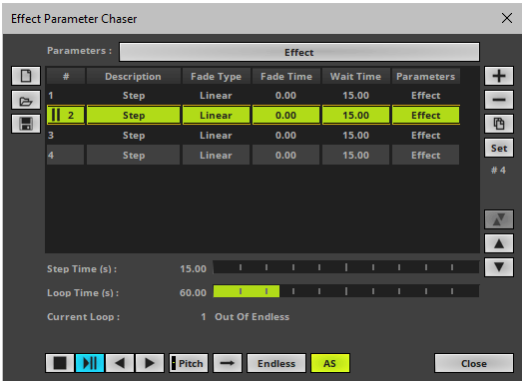 Effect Parameter Chaser
Parameters : Effect
# Description Fade Type Fade Time Wait Time Parameters
1 Step Linear 0.00 15.00 Effect
2 Step Linear 0.00 15.00 Effect
3 Step Linear 0.00 15.00 Effect
4 Step Linear 0.00 15.00 Effect
Set
# 4
Step Time (s) : 15.00
Loop Time (s) : 60.00
Current Loop : 1 Out Of Endless
Pitch Endless AS Close